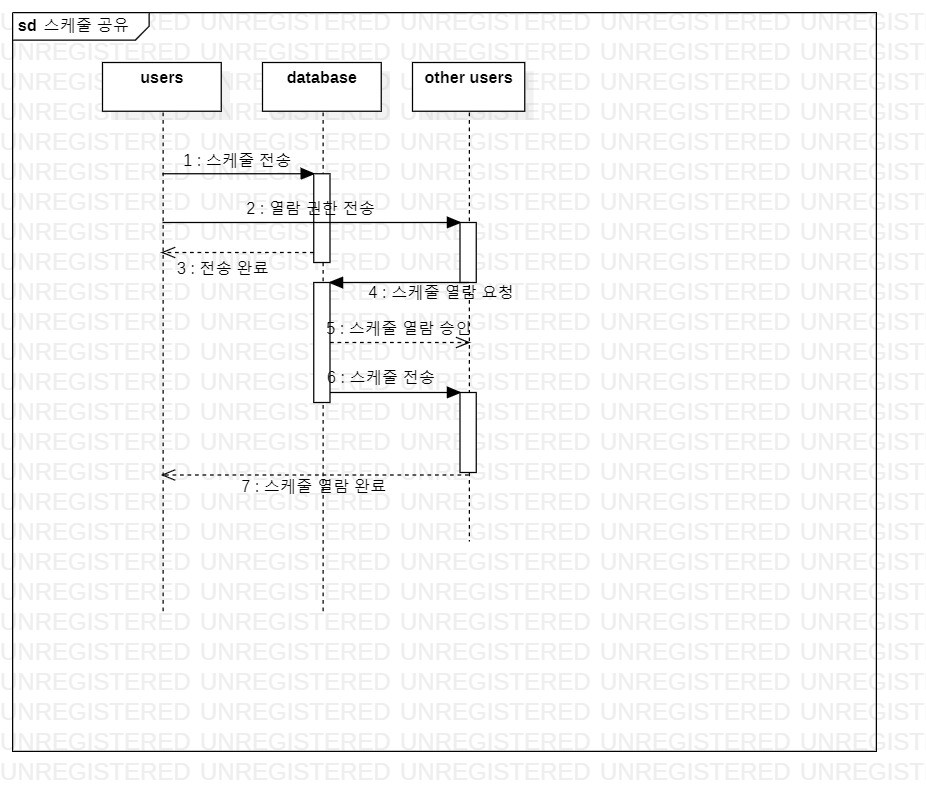 sd 스케줄 공유
users
database
other users
1 : 스케줄 전송
2 : 열람 권한 전송
3 : 전송 완료
4 : 스케줄 열람 요청
5 : 스케줄 열람 승인
6 : 스케줄 전송
7 : 스케줄 열람 완료
UNREGISTERED